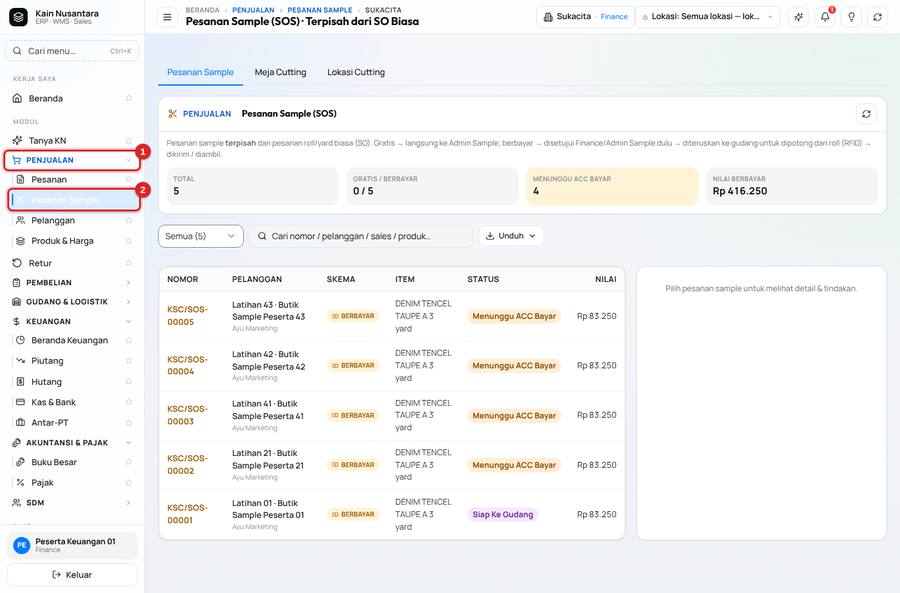 Kain Nusantara
ERP · WMS · Sales
BERANDA › PENJUALAN › PESANAN SAMPLE › SUKACITA
Pesanan Sample (SOS) · Terpisah dari SO Biasa
Sukacita · Finance
Lokasi: Semua lokasi — lok...
1
Cari menu... Ctrl+K
KERJA SAYA
Beranda
MODUL
Tanya KN
PENJUALAN
1
Pesanan
Pesanan Sample
2
Pelanggan
Produk & Harga
Retur
PEMBELIAN
GUDANG & LOGISTIK
KEUANGAN
Beranda Keuangan
Piutang
Hutang
Kas & Bank
Antar-PT
AKUNTANSI & PAJAK
Buku Besar
Pajak
SDM
PE Peserta Keuangan 01
Finance
Keluar
Pesanan Sample Meja Cutting Lokasi Cutting
PENJUALAN Pesanan Sample (SOS)
Pesanan sample terpisah dari pesanan roll/yard biasa (SO). Gratis → langsung ke Admin Sample; berbayar → disetujui Finance/Admin Sample dulu → diteruskan ke gudang untuk dipotong dari roll (RFID) →
dikirim / diambil.
TOTAL
5
GRATIS / BERBAYAR
0 / 5
MENUNGGU ACC BAYAR
4
NILAI BERBAYAR
Rp 416.250
Semua (5)
Cari nomor / pelanggan / sales / produk...
Unduh
NOMOR PELANGGAN SKEMA ITEM STATUS NILAI
KSC/SOS-
00005
Latihan 43 · Butik
Sample Peserta 43
Ayu Marketing
BERBAYAR
DENIM TENCEL
TAUPE A 3
yard
Menunggu ACC Bayar
Rp 83.250
KSC/SOS-
00004
Latihan 42 · Butik
Sample Peserta 42
Ayu Marketing
BERBAYAR
DENIM TENCEL
TAUPE A 3
yard
Menunggu ACC Bayar
Rp 83.250
KSC/SOS-
00003
Latihan 41 · Butik
Sample Peserta 41
Ayu Marketing
BERBAYAR
DENIM TENCEL
TAUPE A 3
yard
Menunggu ACC Bayar
Rp 83.250
KSC/SOS-
00002
Latihan 21 · Butik
Sample Peserta 21
Ayu Marketing
BERBAYAR
DENIM TENCEL
TAUPE A 3
yard
Menunggu ACC Bayar
Rp 83.250
KSC/SOS-
00001
Latihan 01 · Butik
Sample Peserta 01
Ayu Marketing
BERBAYAR
DENIM TENCEL
TAUPE A 3
yard
Siap Ke Gudang
Rp 83.250
Pilih pesanan sample untuk melihat detail & tindakan.